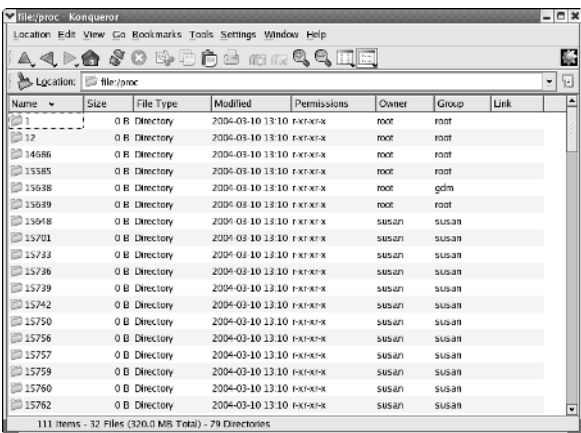 file:/proc - Konqueror
Location Edit View Go Bookmarks Tools Settings Window Help
Location: file:/proc
Name Size File Type Modified Permissions Owner Group Link
1 0 B Directory 2004-03-10 13:10 r-xr-xr-x root root
12 0 B Directory 2004-03-10 13:10 r-xr-xr-x root root
14686 0 B Directory 2004-03-10 13:10 r-xr-xr-x root root
15585 0 B Directory 2004-03-10 13:10 r-xr-xr-x root root
15638 0 B Directory 2004-03-10 13:10 r-xr-xr-x root gdm
15639 0 B Directory 2004-03-10 13:10 r-xr-xr-x root root
15648 0 B Directory 2004-03-10 13:10 r-xr-xr-x susan susan
15701 0 B Directory 2004-03-10 13:10 r-xr-xr-x susan susan
15733 0 B Directory 2004-03-10 13:10 r-xr-xr-x susan susan
15736 0 B Directory 2004-03-10 13:10 r-xr-xr-x susan susan
15739 0 B Directory 2004-03-10 13:10 r-xr-xr-x susan susan
15742 0 B Directory 2004-03-10 13:10 r-xr-xr-x susan susan
15750 0 B Directory 2004-03-10 13:10 r-xr-xr-x susan susan
15756 0 B Directory 2004-03-10 13:10 r-xr-xr-x susan susan
15757 0 B Directory 2004-03-10 13:10 r-xr-xr-x susan susan
15759 0 B Directory 2004-03-10 13:10 r-xr-xr-x susan susan
15760 0 B Directory 2004-03-10 13:10 r-xr-xr-x susan susan
15762 0 B Directory 2004-03-10 13:10 r-xr-xr-x susan susan
111 Items - 32 Files (320.0 MB Total) - 79 Directories